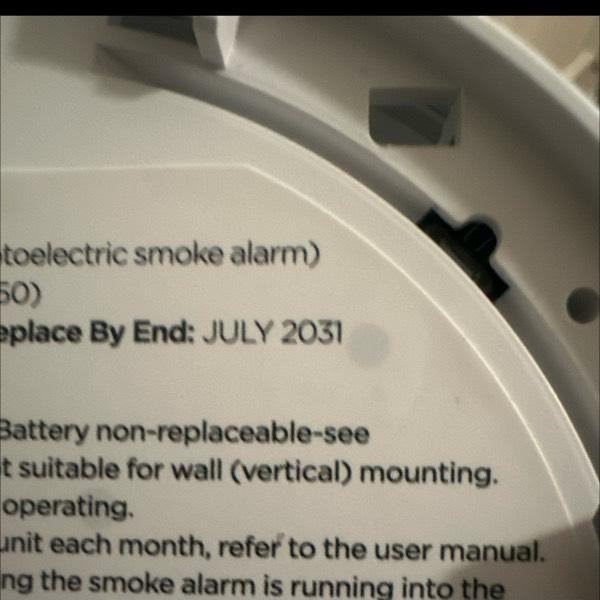 toelectric smoke alarm)
50)
eplace By End: JULY 2031
Battery non-replaceable-see
t suitable for wall (vertical) mounting.
operating.
unit each month, refer to the user manual.
ng the smoke alarm is running into the